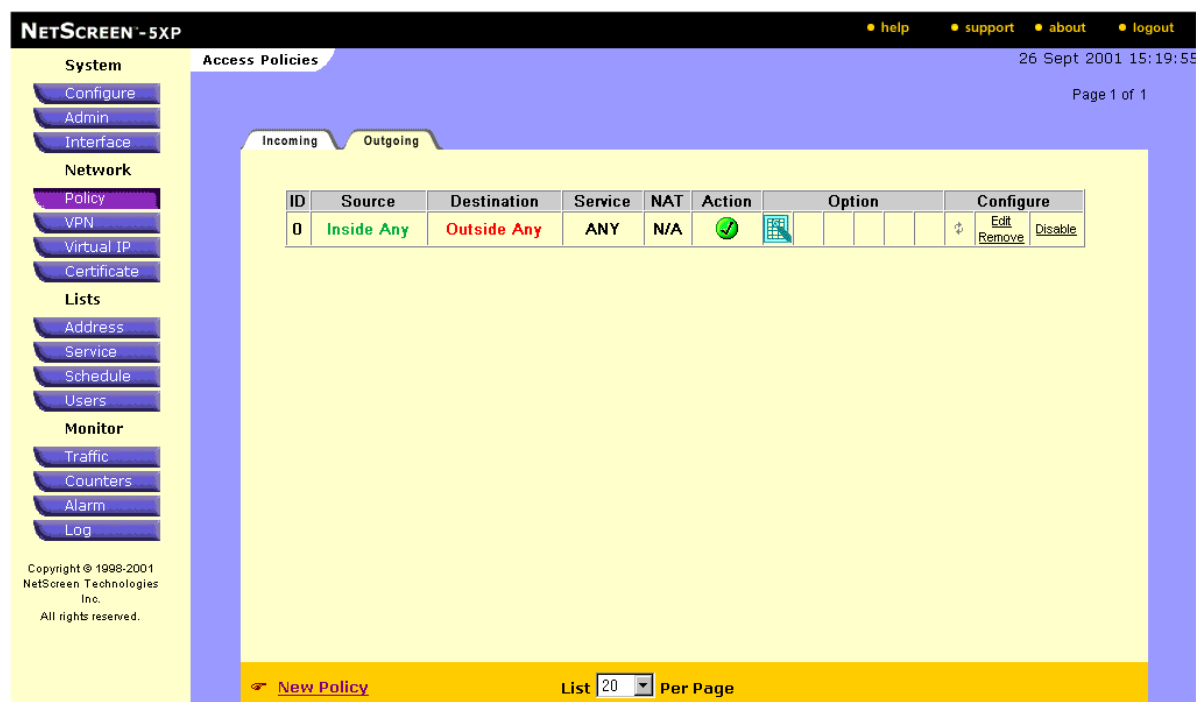 NETSCREEN™-5XP
help support about logout
System
Configure
Admin
Interface
Network
Policy
VPN
Virtual IP
Certificate
Lists
Address
Service
Schedule
Users
Monitor
Traffic
Counters
Alarm
Log
Copyright © 1998-2001
NetScreen Technologies
Inc.
All rights reserved.
Access Policies
26 Sept 2001 15:19:55
Page 1 of 1
Incoming Outgoing
ID Source Destination Service NAT Action Option Configure
0 Inside Any Outside Any ANY N/A Edit Remove Disable
New Policy List 20 Per Page